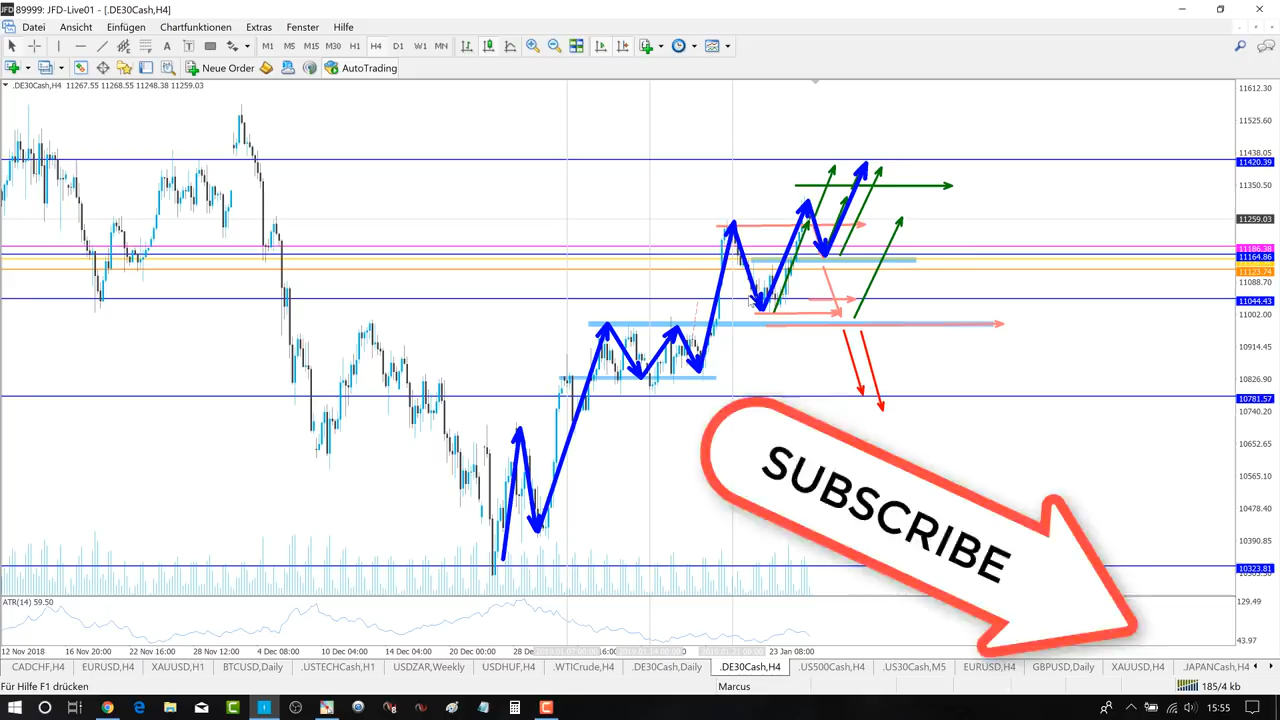 89999: JFD-Live01 - [.DE30Cash,H4]
Datei Ansicht Einfügen Chartfunktionen Extras Fenster Hilfe
M1 M5 M15 M30 H1 H4 D1 W1 MN
Neue Order AutoTrading
.DE30Cash,H4 11267.55 11268.55 11248.38 11259.03
11612.30
11525.60
11438.05
11420.39
11350.50
11259.03
11186.38
11164.86
11123.74
11088.70
11044.43
11002.00
10914.45
10826.90
10781.57
10740.20
10652.65
10565.10
10478.40
10390.85
10323.81
SUBSCRIBE
ATR(14) 59.50
129.49
43.97
12 Nov 2018 16 Nov 20:00 22 Nov 16:00 28 Nov 12:00 4 Dec 08:00 10 Dec 04:00 14 Dec 04:00 20 Dec 00:00 23 Jan 08:00
CADCHF,H4 EURUSD,H4 XAUUSD,H1 BTCUSD,Daily .USTECHCash,H1 USDZAR,Weekly USDHUF,H4 .WTICrude,H4 .DE30Cash,Daily .DE30Cash,H4 .US500Cash,H4 .US30Cash,M5 EURUSD,H4 GBPUSD,Daily XAUUSD,H4 .JAPANCash,H4
Für Hilfe F1 drücken Marcus 185/4 kb
15:55